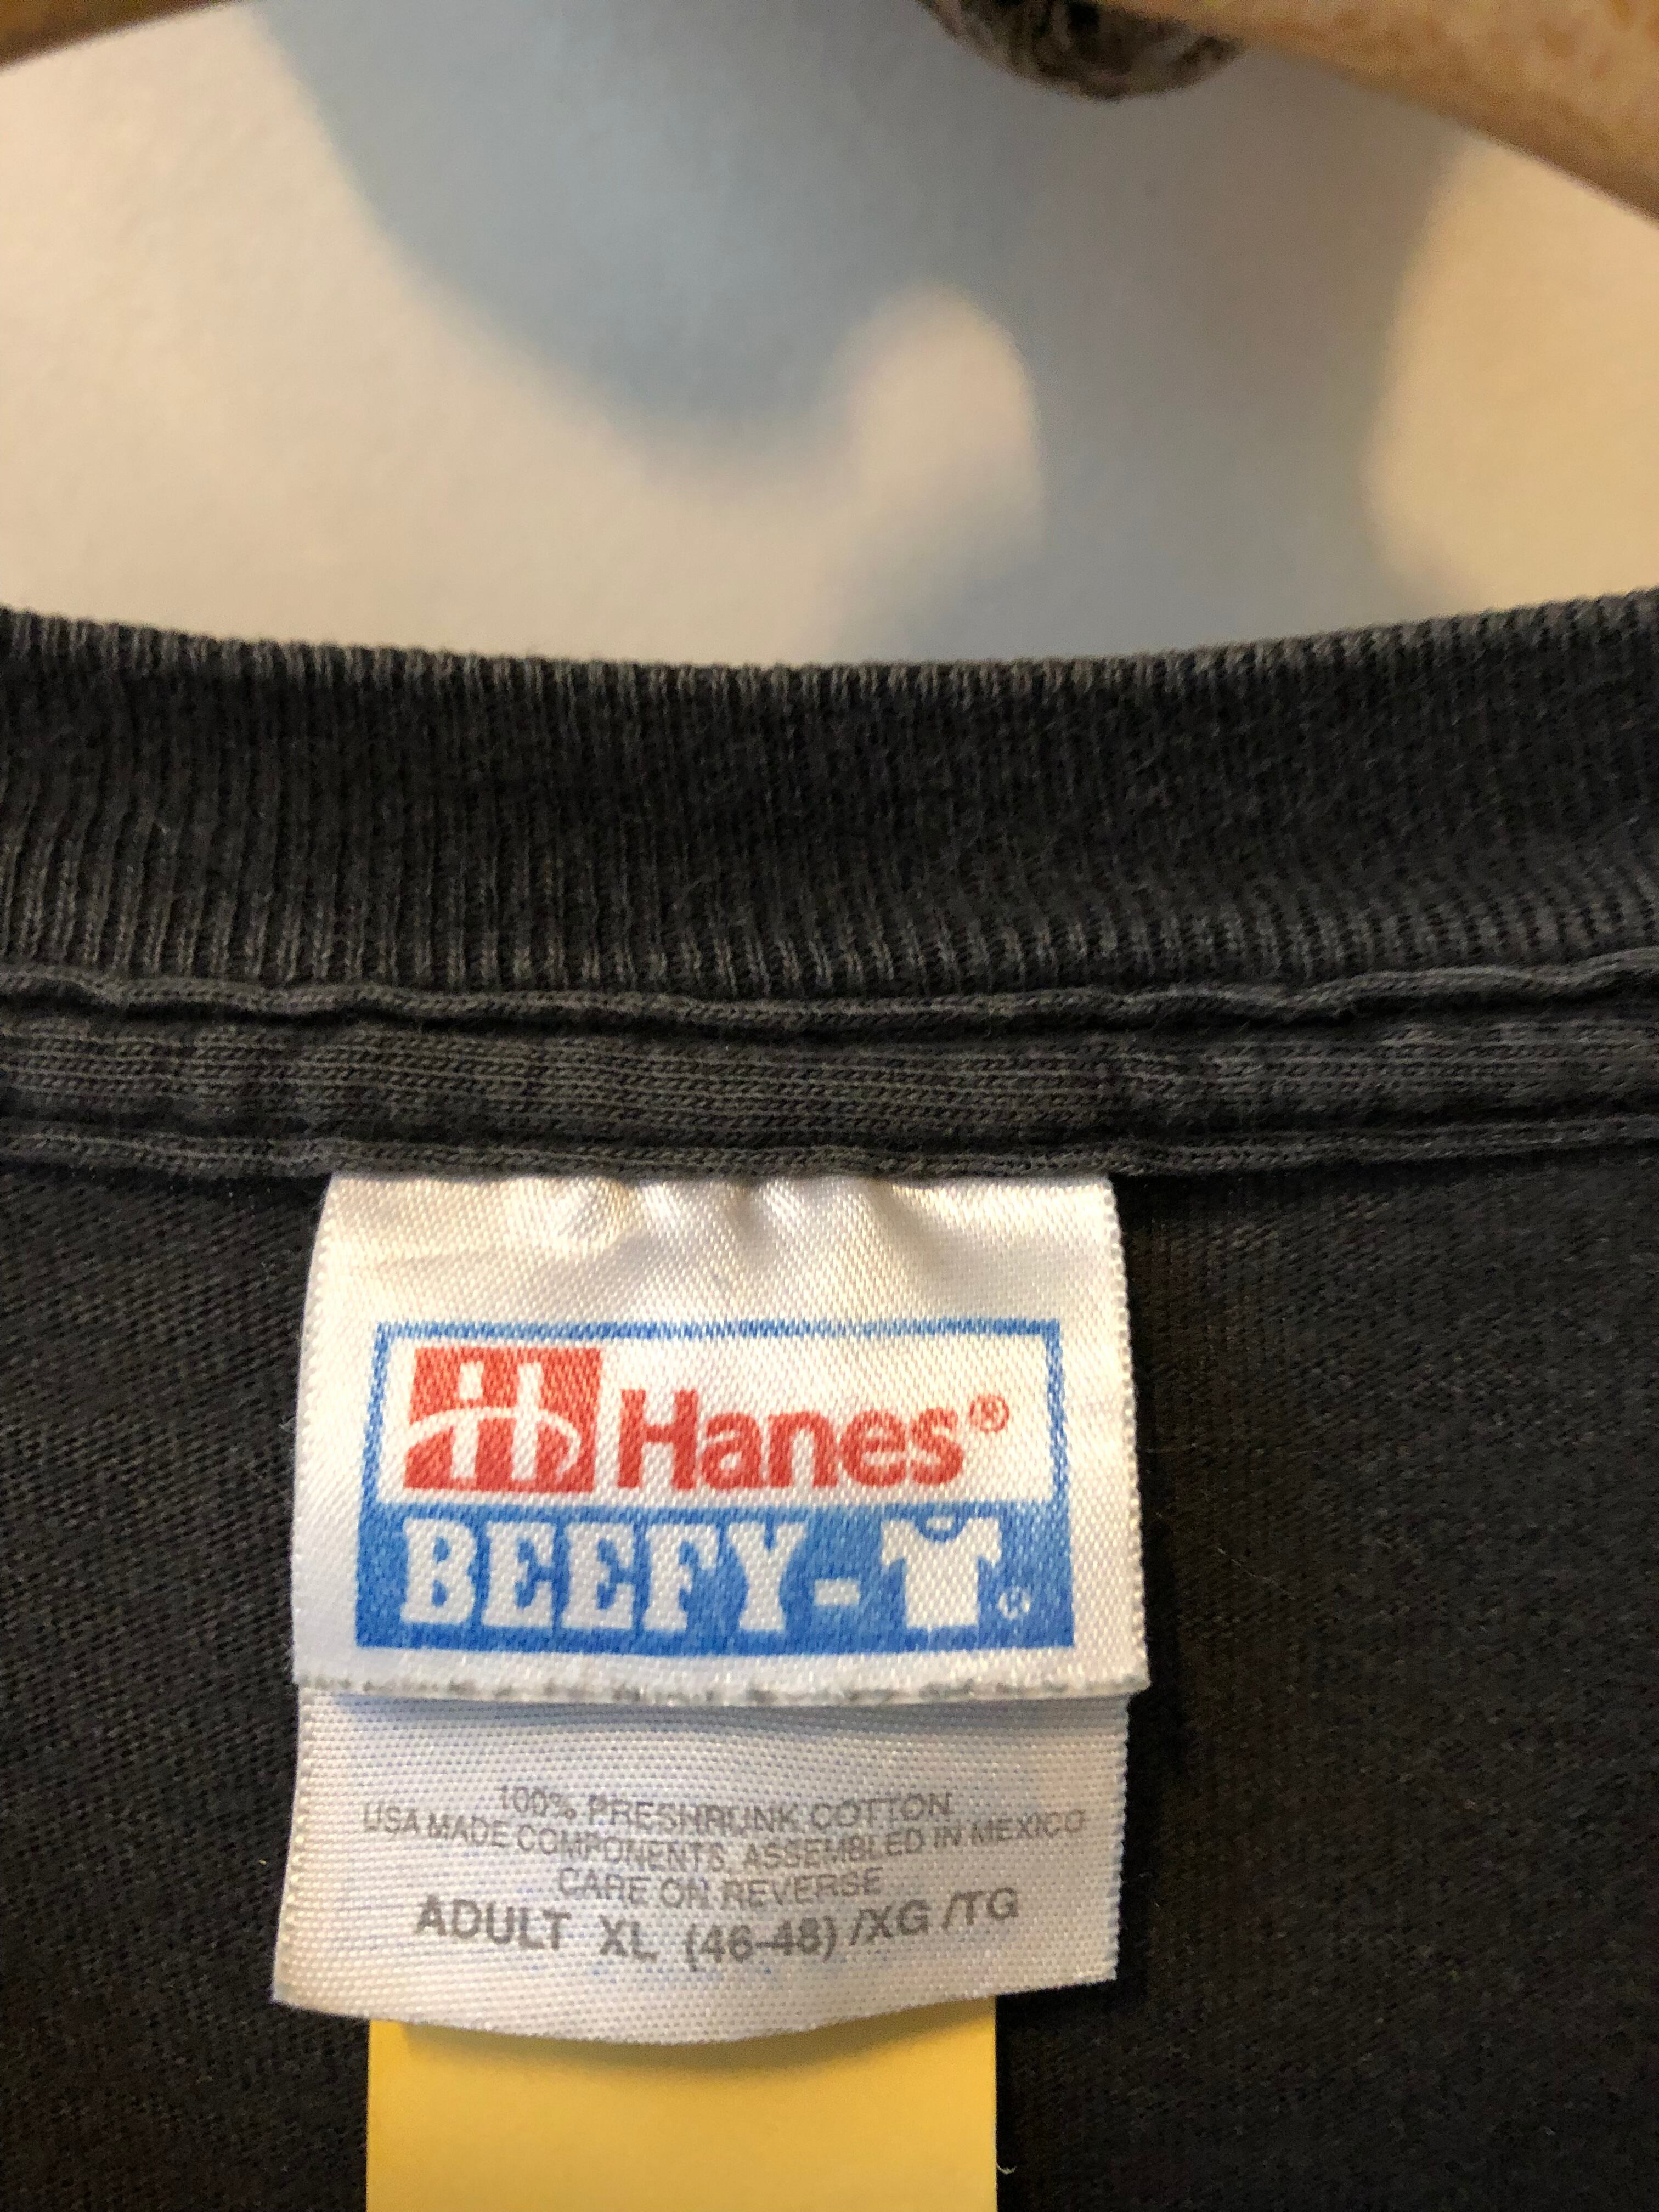 Hanes®
BEEFY-®
100% PRESHRUNK COTTON
USA MADE COMPONENTS, ASSEMBLED IN MEXICO
CARE ON REVERSE
ADULT XL (46-48) /XG /TG